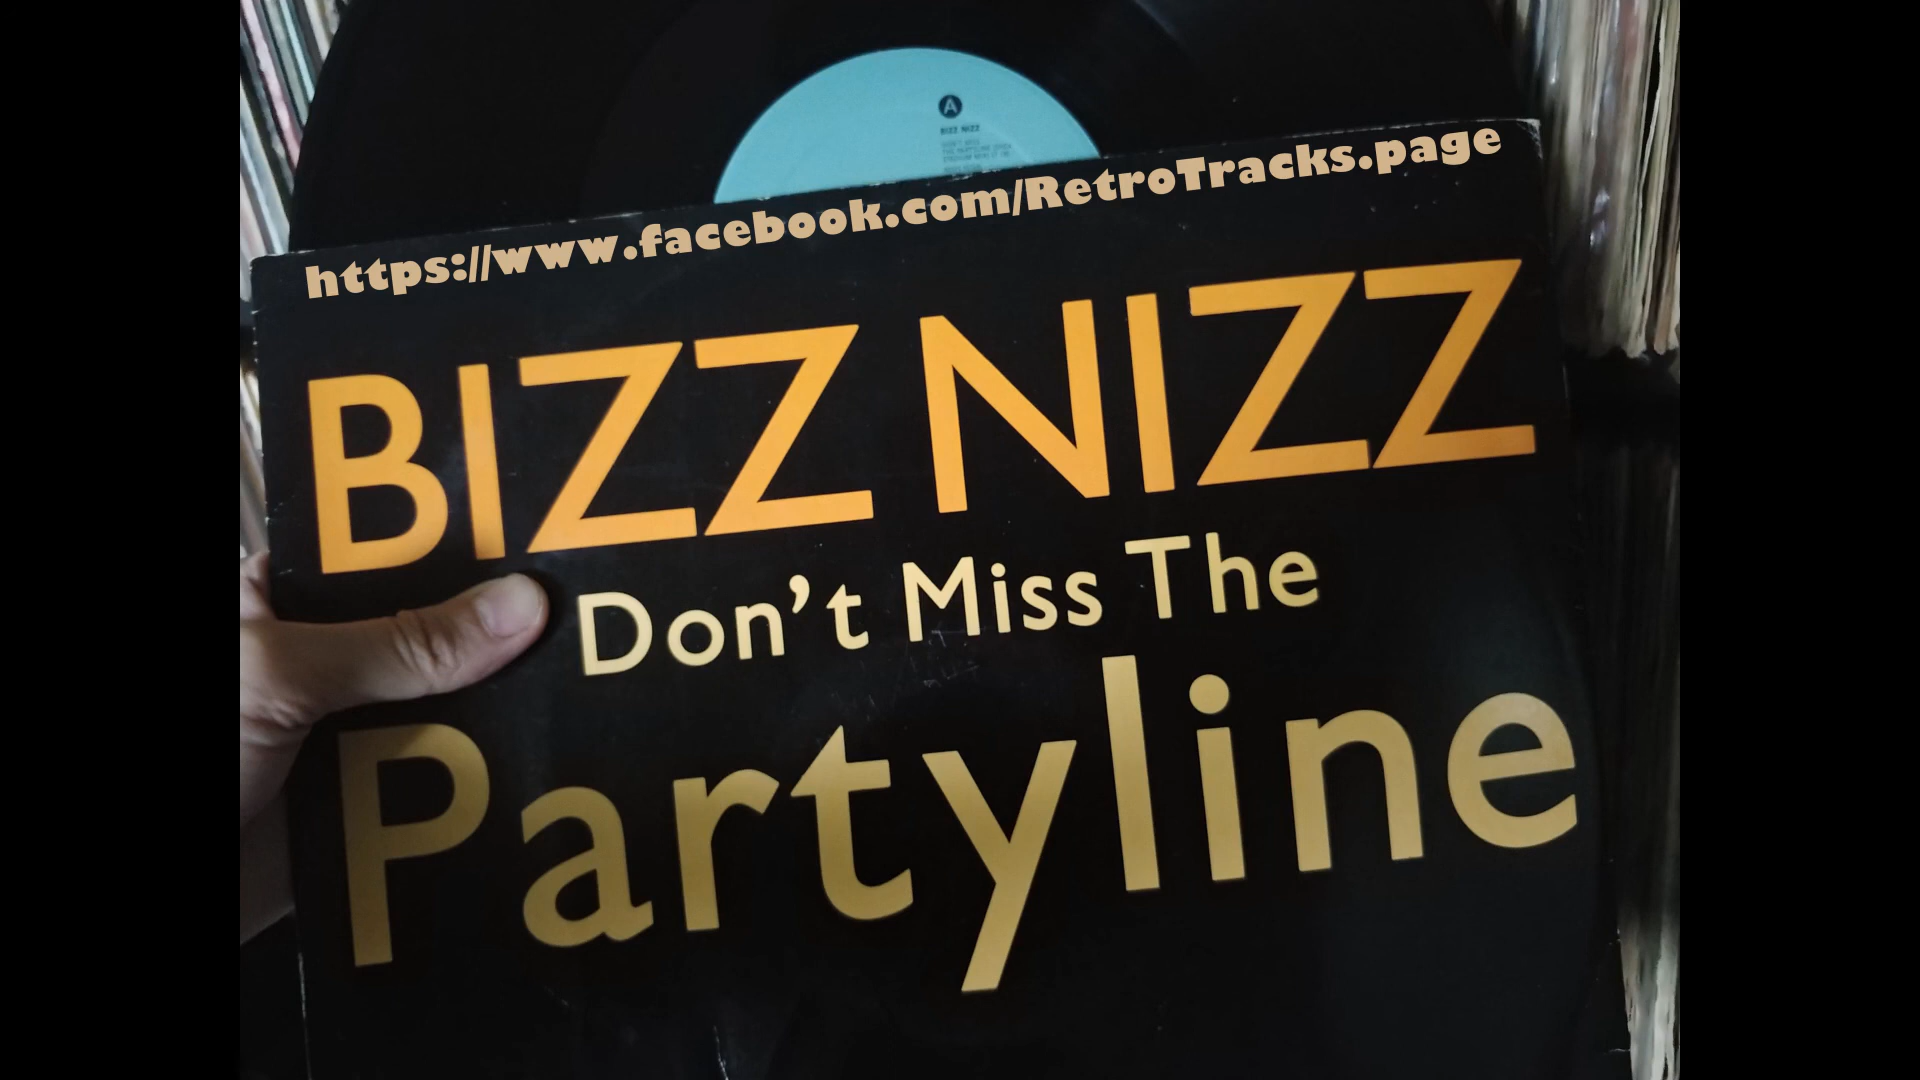 A
BIZZ NIZZ
https://www.facebook.com/RetroTracks.page
BIZZ NIZZ
Don't Miss The
Partyline